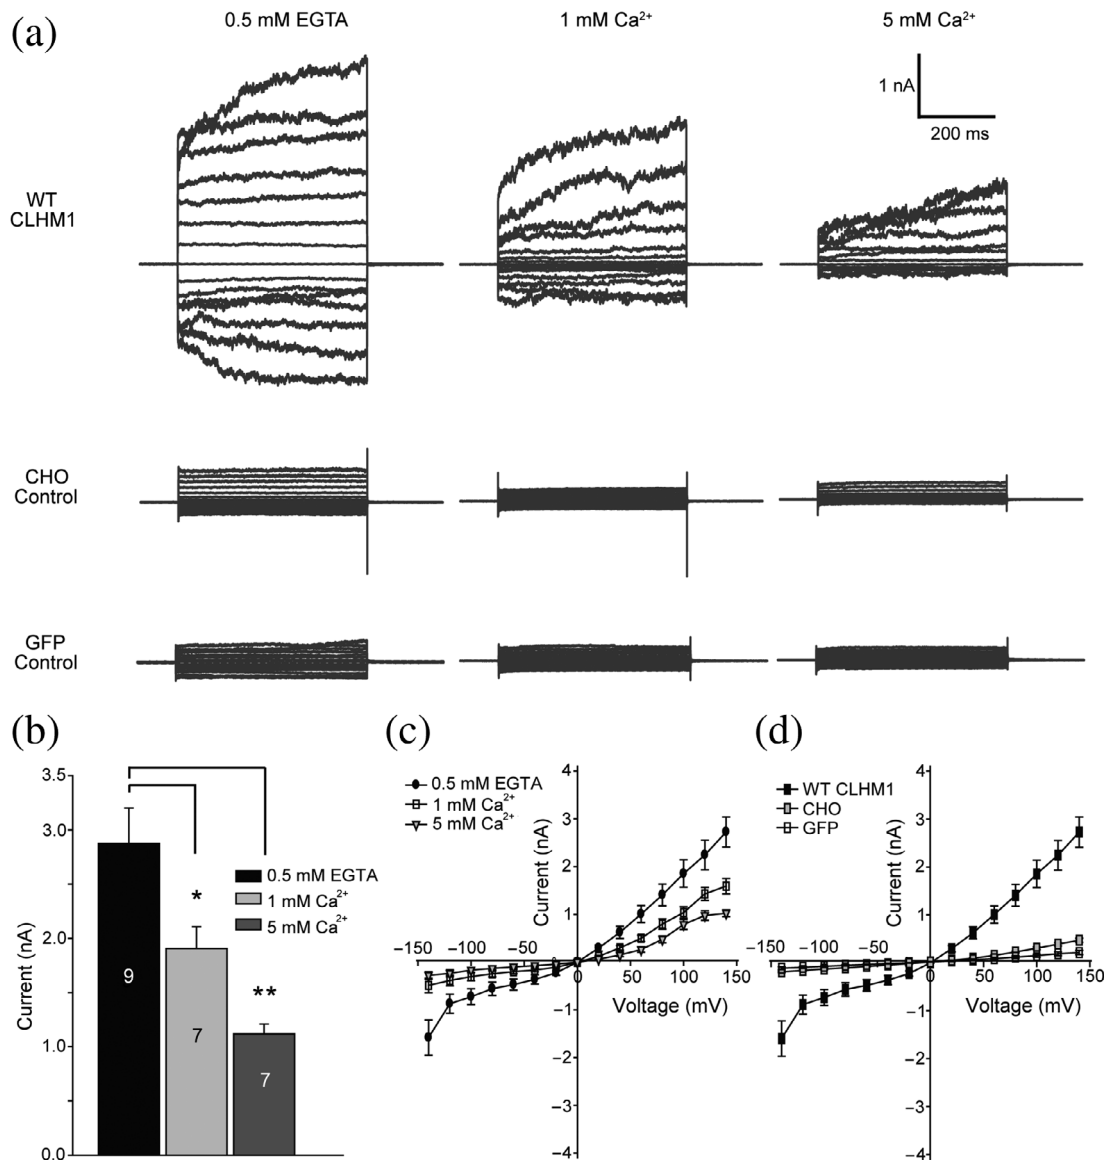 (a)
0.5 mM EGTA
1 mM Ca²⁺
5 mM Ca²⁺
1 nA
200 ms
WT
CLHM1
CHO
Control
GFP
Control
(b)
3.5
3.0
2.0
1.0
0.0
Current (nA)
9
7
7
*
**
0.5 mM EGTA
1 mM Ca²⁺
5 mM Ca²⁺
(c)
0.5 mM EGTA
1 mM Ca²⁺
5 mM Ca²⁺
Current (nA)
4
3
2
1
−150 −100 −50 0 50 100 150
Voltage (mV)
−1
−2
−3
−4
(d)
WT CLHM1
CHO
GFP
Current (nA)
4
3
2
1
−150 −100 −50 0 50 100 150
Voltage (mV)
−1
−2
−3
−4